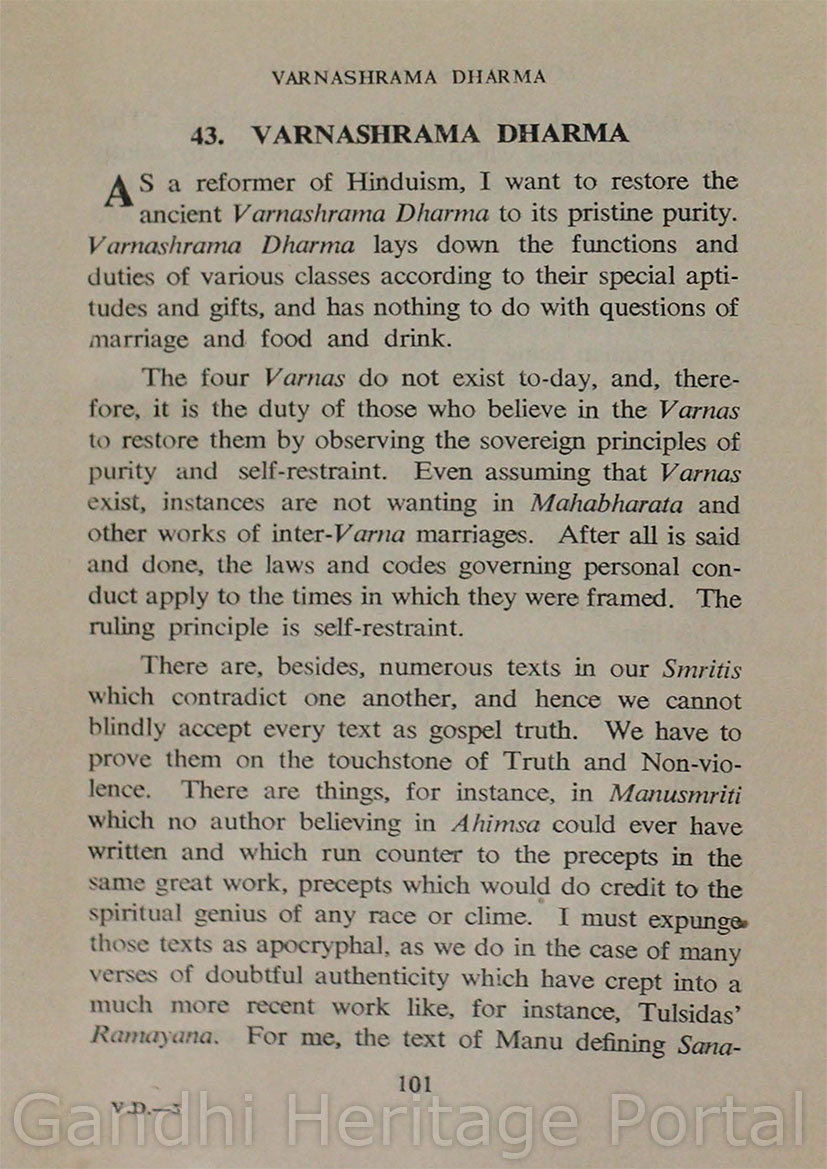 VARNASHRAMA DHARMA
43. VARNASHRAMA DHARMA
AS a reformer of Hinduism, I want to restore the
ancient Varnashrama Dharma to its pristine purity.
Varnashrama Dharma lays down the functions and
duties of various classes according to their special apti-
tudes and gifts, and has nothing to do with questions of
marriage and food and drink.
The four Varnas do not exist to-day, and, there-
fore, it is the duty of those who believe in the Varnas
to restore them by observing the sovereign principles of
purity and self-restraint. Even assuming that Varnas
exist, instances are not wanting in Mahabharata and
other works of inter-Varna marriages. After all is said
and done, the laws and codes governing personal con-
duct apply to the times in which they were framed. The
ruling principle is self-restraint.
There are, besides, numerous texts in our Smritis
which contradict one another, and hence we cannot
blindly accept every text as gospel truth. We have to
prove them on the touchstone of Truth and Non-vio-
lence. There are things, for instance, in Manusmriti
which no author believing in Ahimsa could ever have
written and which run counter to the precepts in the
same great work, precepts which would do credit to the
spiritual genius of any race or clime. I must expunge
those texts as apocryphal, as we do in the case of many
verses of doubtful authenticity which have crept into a
much more recent work like, for instance, Tulsidas'
Ramayana. For me, the text of Manu defining Sana-
101
V.D.—
Gandhi Heritage Portal